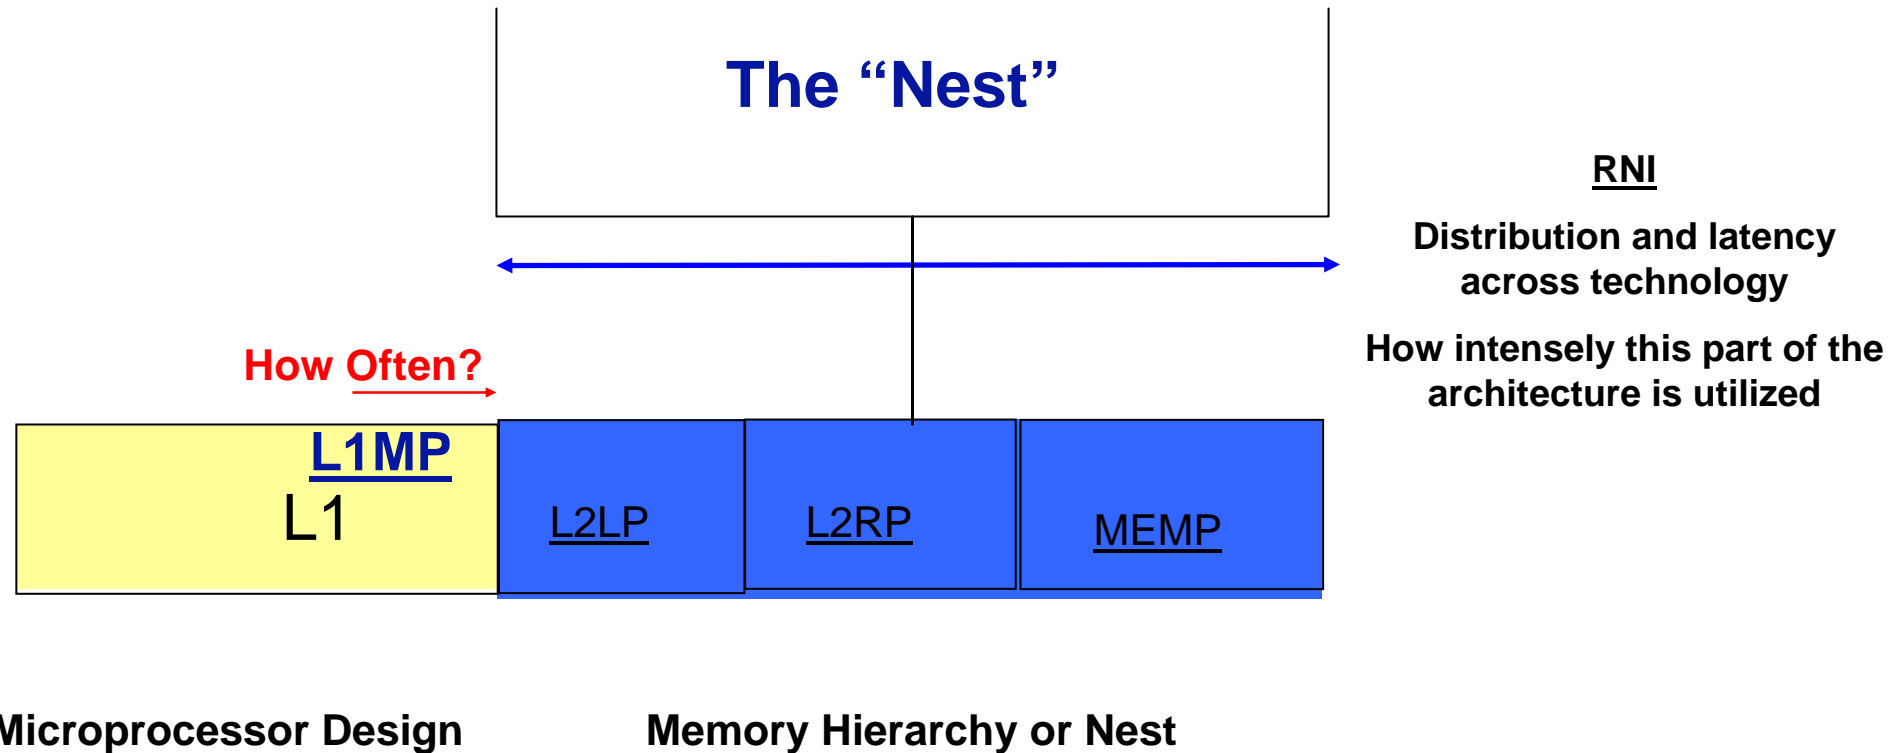 The “Nest”
RNI
Distribution and latency
across technology
How intensely this part of the
architecture is utilized
How Often?
L1MP
L1
L2LP
L2RP
MEMP
Microprocessor Design
Memory Hierarchy or Nest